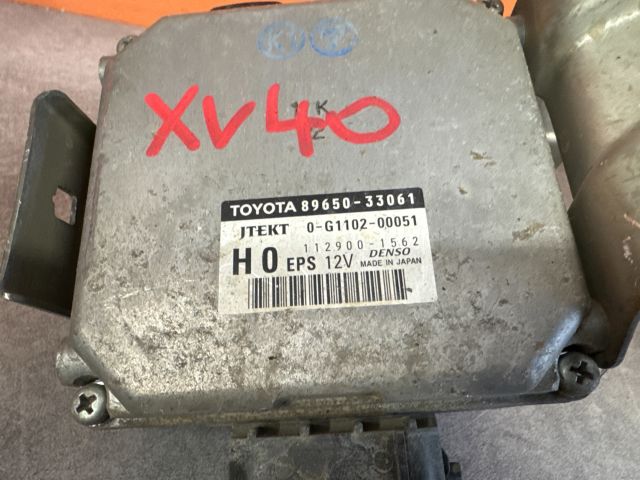 XV40
K
Z
TOYOTA 89650-33061
JTEKT 0-G1102-00051
112900-1562
H0 EPS 12V DENSO MADE IN JAPAN